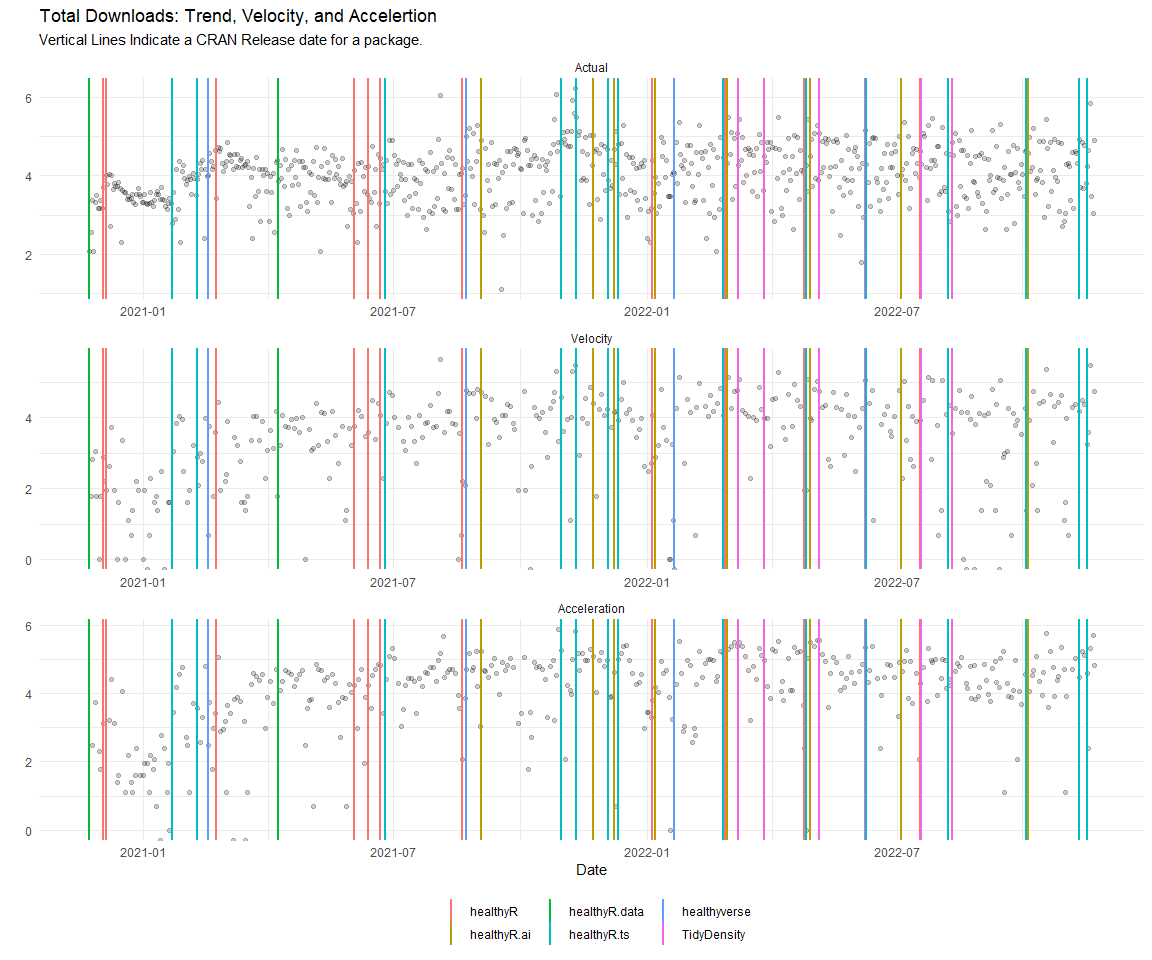 Total Downloads: Trend, Velocity, and Accelertion
Vertical Lines Indicate a CRAN Release date for a package.
Actual
6
4
2
2021-01 2021-07 2022-01 2022-07
Velocity
4
2
0
2021-01 2021-07 2022-01 2022-07
Acceleration
6
4
2
0
2021-01 2021-07 2022-01 2022-07
Date
healthyR healthyR.data healthyverse
healthyR.ai healthyR.ts TidyDensity